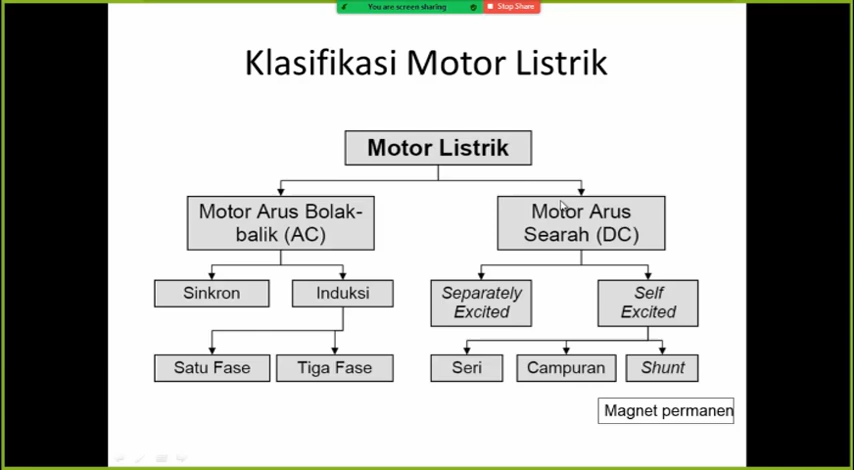 You are screen sharing
Stop Share
Klasifikasi Motor Listrik
Motor Listrik
Motor Arus Bolak-
balik (AC)
Motor Arus
Searah (DC)
Sinkron
Induksi
Separately
Excited
Self
Excited
Satu Fase
Tiga Fase
Seri
Campuran
Shunt
Magnet permanen